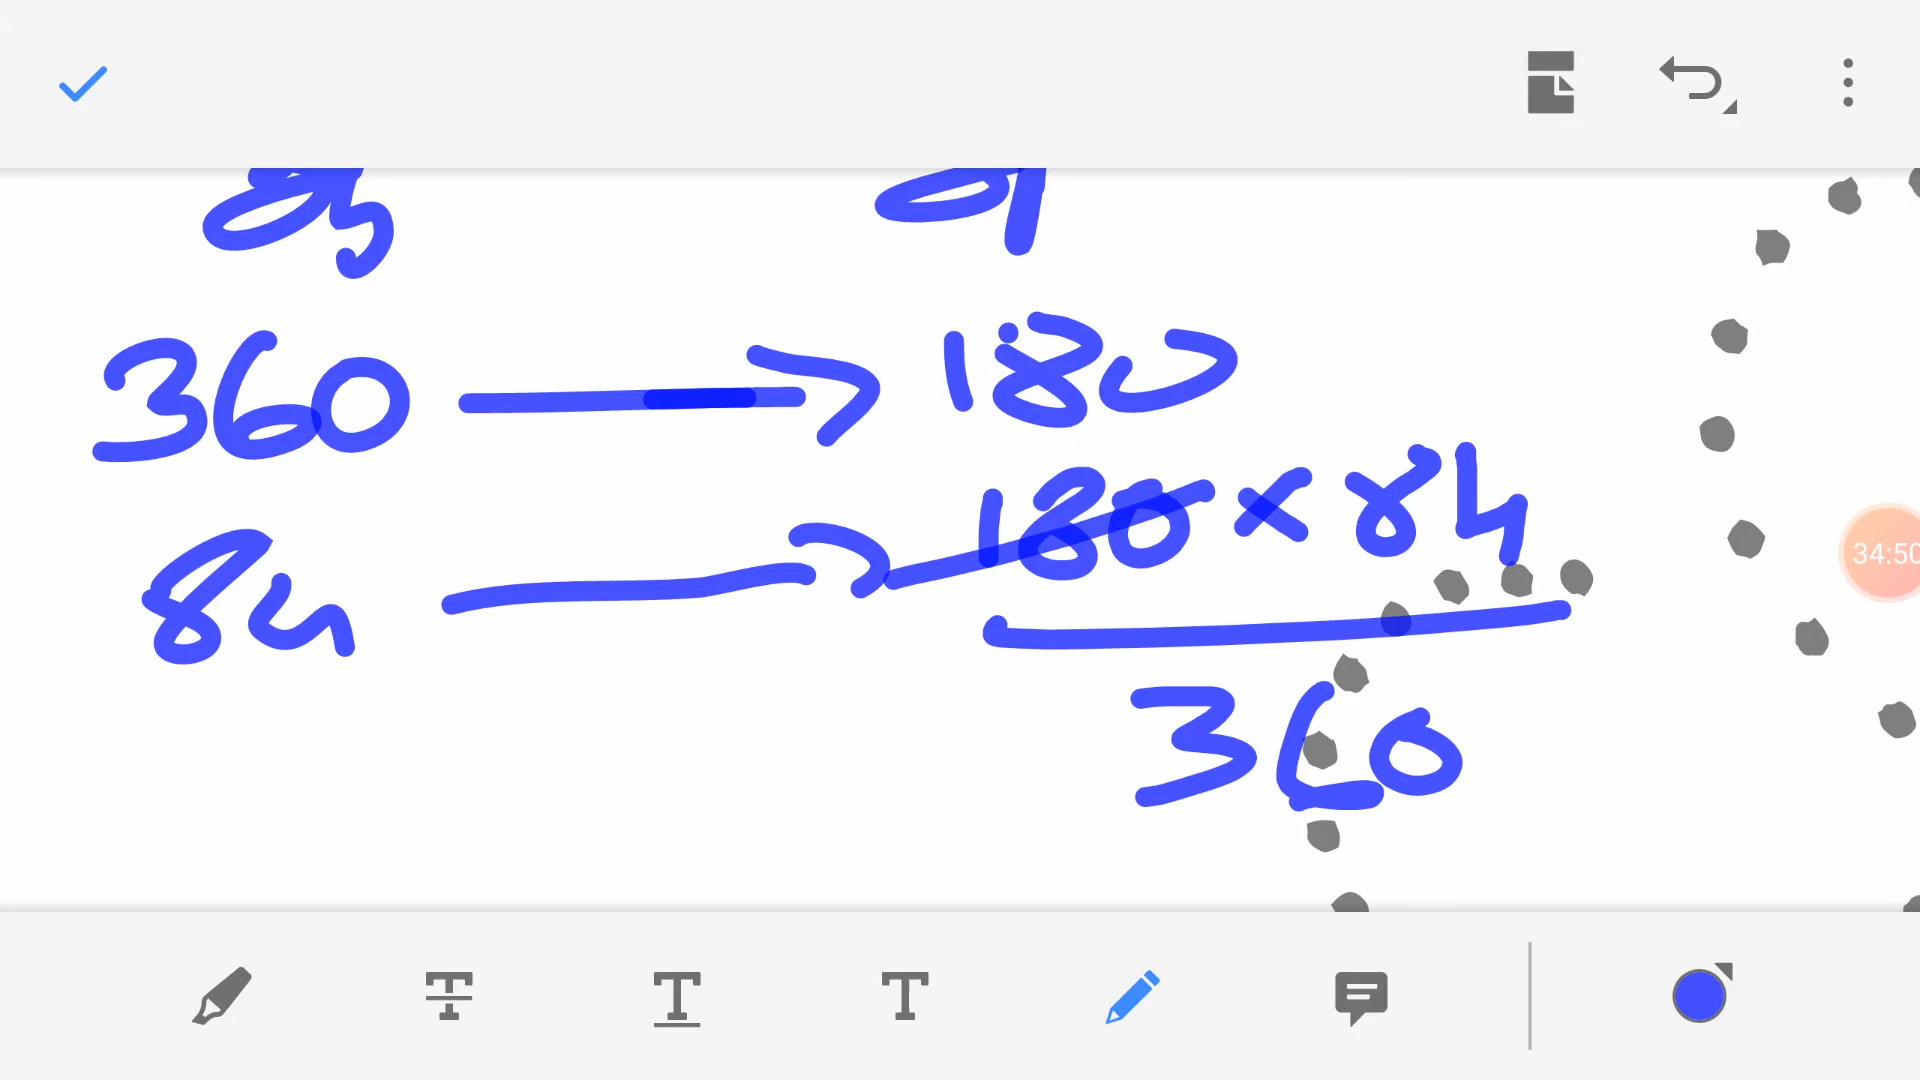 360 → 180
84 → 180 × 84
360
34:50